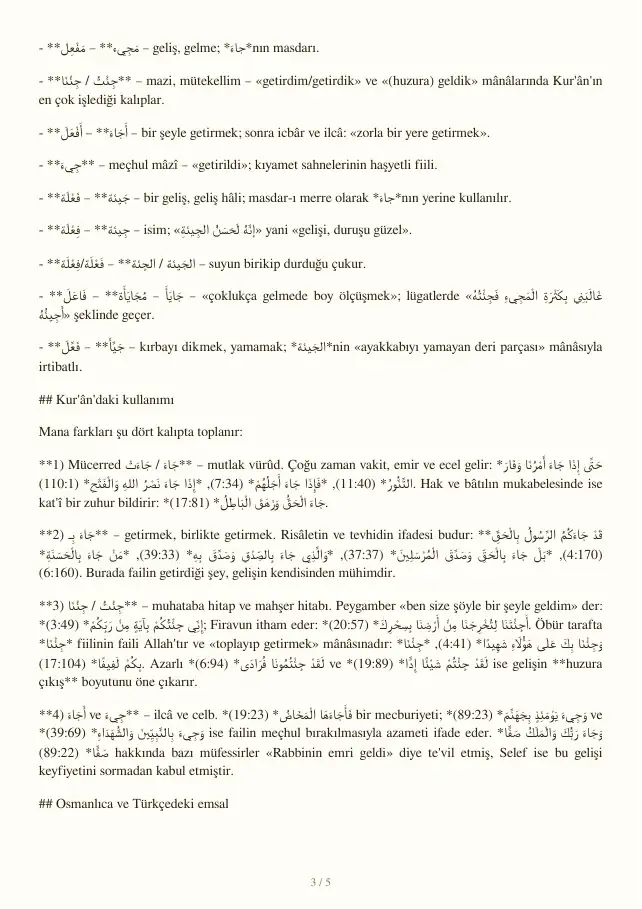 - **مَجِيء** – مَفْعِل** – geliş, gelme; *جاءَ*nın masdarı.
- **جِئْتُ / جِئْنَا** – mazi, mütekellim – «getirdim/getirdik» ve «(huzura) geldik» mânâlarında Kur'ân'ın
en çok işlediği kalıplar.
- **أَجَاءَ** – أَفْعَلَ** – bir şeyle getirmek; sonra icbâr ve ilcâ: «zorla bir yere getirmek».
- **جِيءَ** – meçhul mâzî – «getirildi»; kıyamet sahnelerinin haşyetli fiili.
- **جَيئة** – فَعْلَة** – bir geliş, geliş hâli; masdar-ı merre olarak *جاءَ*nın yerine kullanılır.
- **جِيئة** – فِعْلَة** – isim; «إنّهُ لَحَسَنُ الجِيئةِ» yani «gelişi, duruşu güzel».
- **الجَيئة / الجِئة** – فَعْلَة/فِعْلَة** – suyun birikip durduğu çukur.
- **جَايَأَ – مُجَايَأَة** – فَاعَلَ** – «çoklukça gelmede boy ölçüşmek»; lügatlerde «غَالَبَنِي بِكَثْرَةِ الْمَجِيءِ فَجِئْتُهُ
أَجِيئُهُ» şeklinde geçer.
- **جَيَّأَ** – فَعَّلَ** – kırbayı dikmek, yamamak; *الجَيئة*nin «ayakkabıyı yamayan deri parçası» mânâsıyla
irtibatlı.
## Kur'ân'daki kullanımı
Mana farkları şu dört kalıpta toplanır:
**1) Mücerred جَاءَ / جَاءَتْ** – mutlak vürûd. Çoğu zaman vakit, emir ve ecel gelir: *حَتَّى إِذَا جَاءَ أَمْرُنَا وَفَارَ
التَّنُّورُ* (11:40), *فَإِذَا جَاءَ أَجَلُهُمْ* (7:34), *إِذَا جَاءَ نَصْرُ اللهِ وَالْفَتْحُ* (110:1). Hak ve bâtılın mukabelesinde ise
kat'î bir zuhur bildirir: *جَاءَ الْحَقُّ وَزَهَقَ الْبَاطِلُ* (17:81).
**2) جَاءَ بِـ** – getirmek, birlikte getirmek. Risâletin ve tevhidin ifadesi budur: *قَدْ جَاءَكُمُ الرَّسُولُ بِالْحَقِّ*
(4:170), *بَلْ جَاءَ بِالْحَقِّ وَصَدَّقَ الْمُرْسَلِينَ* (37:37), *وَالَّذِي جَاءَ بِالصِّدْقِ وَصَدَّقَ بِهِ* (39:33), *مَنْ جَاءَ بِالْحَسَنَةِ*
(6:160). Burada failin getirdiği şey, gelişin kendisinden mühimdir.
**3) جِئْتُ / جِئْنَا** – muhataba hitap ve mahşer hitabı. Peygamber «ben size şöyle bir şeyle geldim» der:
*إِنِّي جِئْتُكُمْ بِآيَةٍ مِنْ رَبِّكُمْ* (3:49); Firavun itham eder: *أَجِئْتَنَا لِتُخْرِجَنَا مِنْ أَرْضِنَا بِسِحْرِكَ* (20:57). Öbür tarafta
*جِئْنَا* fiilinin faili Allah'tır ve «toplayıp getirmek» mânâsınadır: *وَجِئْنَا بِكَ عَلَى هَؤُلَاءِ شَهِيدًا* (4:41), *جِئْنَا
بِكُمْ لَفِيفًا* (17:104). Azarlı *لَقَدْ جِئْتُمُونَا فُرَادَى* (6:94) ve *لَقَدْ جِئْتُمْ شَيْئًا إِدًّا* (19:89) ise gelişin **huzura
çıkış** boyutunu öne çıkarır.
**4) أَجَاءَ ve جِيءَ** – ilcâ ve celb. *فَأَجَاءَهَا الْمَخَاضُ* (19:23) bir mecburiyeti; *وَجِيءَ يَوْمَئِذٍ بِجَهَنَّمَ* (89:23) ve
*وَجِيءَ بِالنَّبِيِّينَ وَالشُّهَدَاءِ* (39:69) ise failin meçhul bırakılmasıyla azameti ifade eder. *وَجَاءَ رَبُّكَ وَالْمَلَكُ صَفًّا
صَفًّا* (89:22) hakkında bazı müfessirler «Rabbinin emri geldi» diye te'vil etmiş, Selef ise bu gelişi
keyfiyetini sormadan kabul etmiştir.
## Osmanlıca ve Türkçedeki emsal
3 / 5